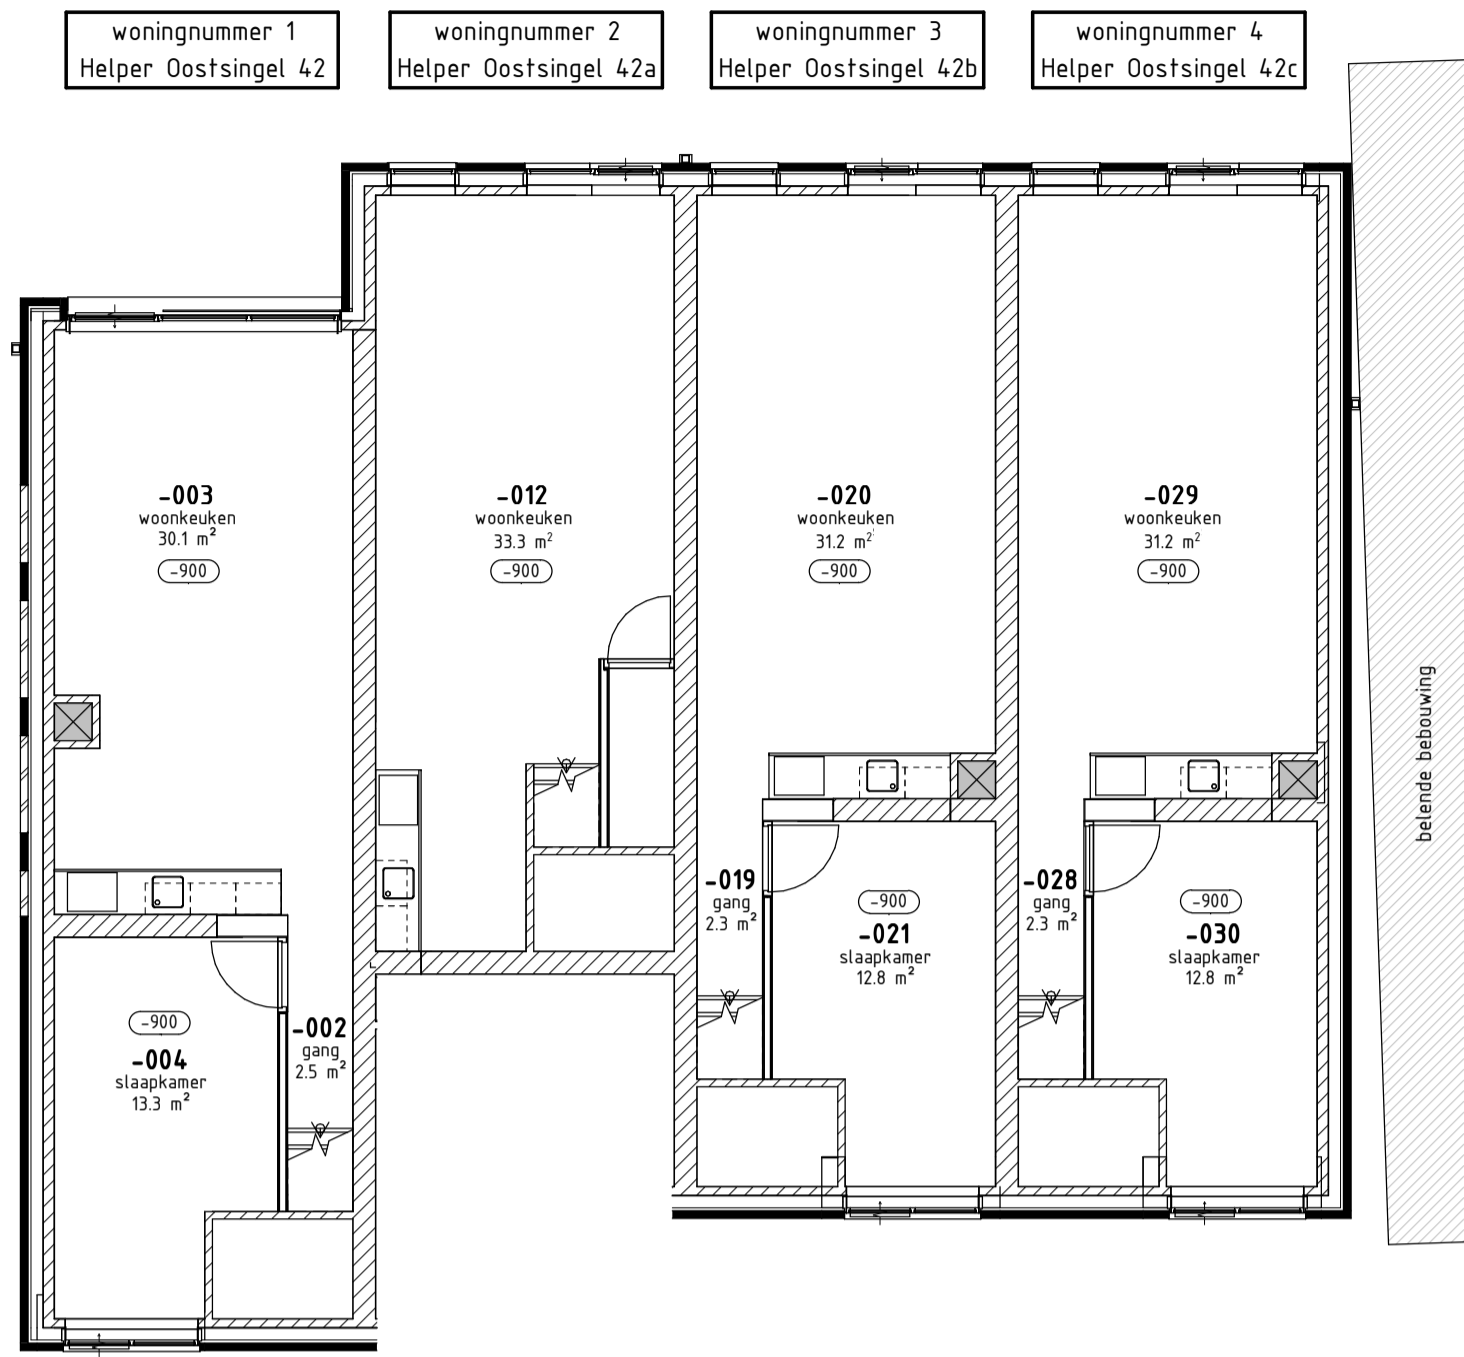 woningnummer 1
Helper Oostsingel 42
woningnummer 2
Helper Oostsingel 42a
woningnummer 3
Helper Oostsingel 42b
woningnummer 4
Helper Oostsingel 42c
-003
woonkeuken
30.1 m²
-900
-012
woonkeuken
33.3 m²
-900
-020
woonkeuken
31.2 m²
-900
-029
woonkeuken
31.2 m²
-900
belende bebouwing
-019
gang
2.3 m²
-900
-021
slaapkamer
12.8 m²
-028
gang
2.3 m²
-900
-030
slaapkamer
12.8 m²
-900
-004
slaapkamer
13.3 m²
-002
gang
2.5 m²